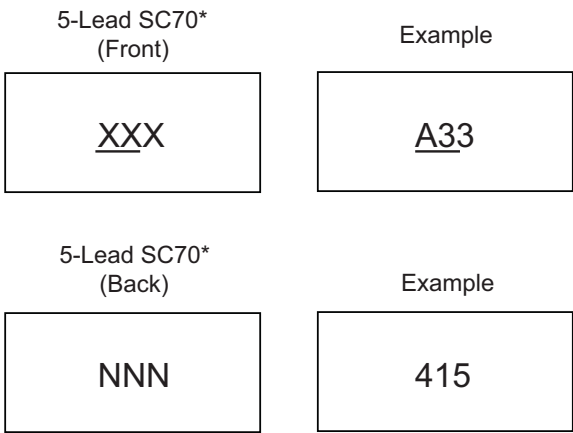 5-Lead SC70*
(Front)
Example
XXX
A33
5-Lead SC70*
(Back)
Example
NNN
415